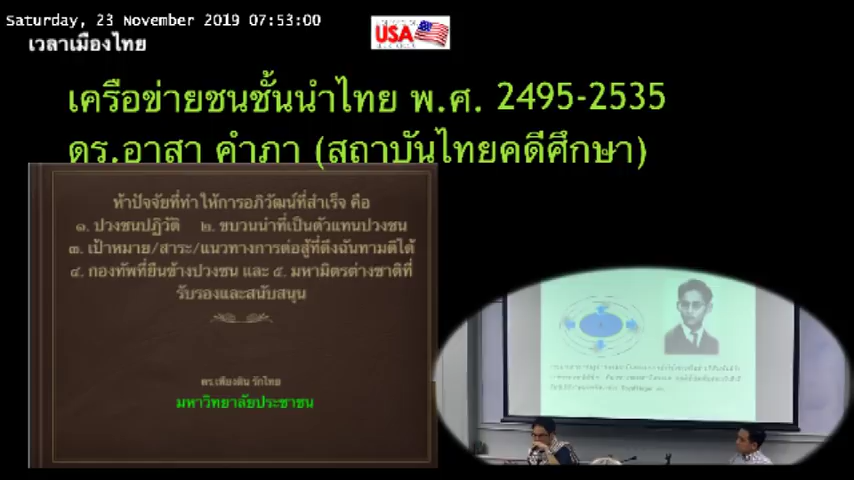 Saturday, 23 November 2019 07:53:00
เวลาเมืองไทย
USA
เครือข่ายชนชั้นนำไทย พ.ศ. 2495-2535
ดร.อาสา คำภา (สถาบันไทยคดีศึกษา)
ห้าปัจจัยที่ทำให้การอภิวัฒน์ที่สำเร็จ คือ
๑. ปวงชนปฏิวัติ ๒. ขบวนนำที่เป็นตัวแทนปวงชน
๓. เป้าหมาย/สาระ/แนวทางการต่อสู้ที่ดึงฉันทามติได้
๔. กองทัพที่ยืนข้างปวงชน และ ๕. มหามิตรต่างชาติที่
รับรองและสนับสนุน
ดร.เพียงดิน รักไทย
มหาวิทยาลัยประชาชน